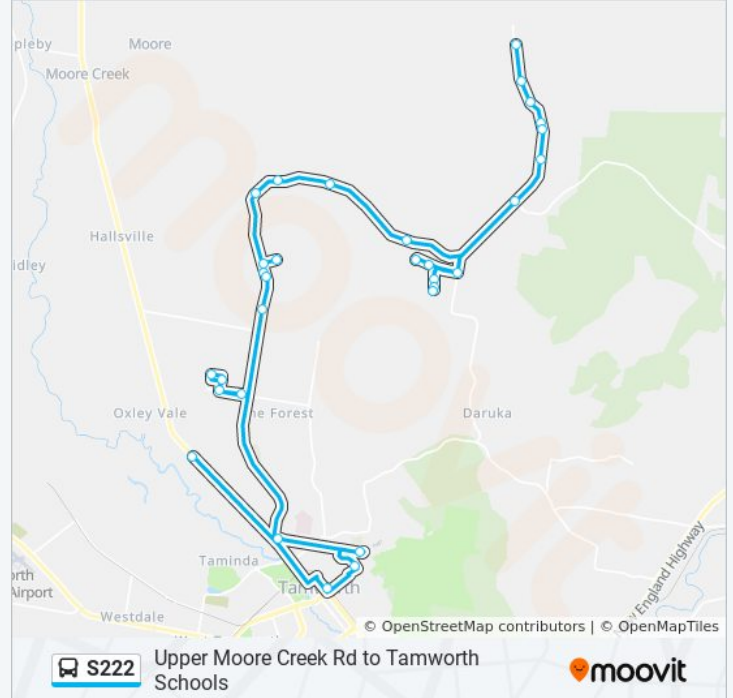 pleby
Moore
Moore Creek
Hallsville
idley
Oxley Vale
he Forest
Daruka
Taminda
orth
Airport
Tamworth
Westdale
England Highway
© OpenStreetMap contributors | © OpenMapTiles
S222
Upper Moore Creek Rd to Tamworth
Schools
moovit